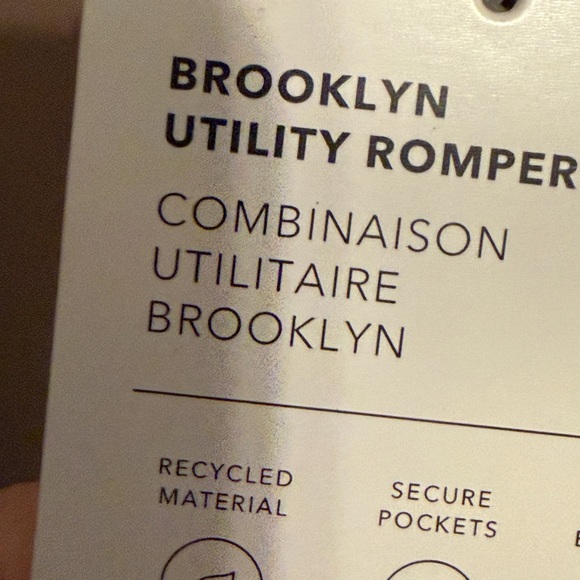 BROOKLYN
UTILITY ROMPER
COMBINAISON
UTILITAIRE
BROOKLYN
RECYCLED
MATERIAL
SECURE
POCKETS